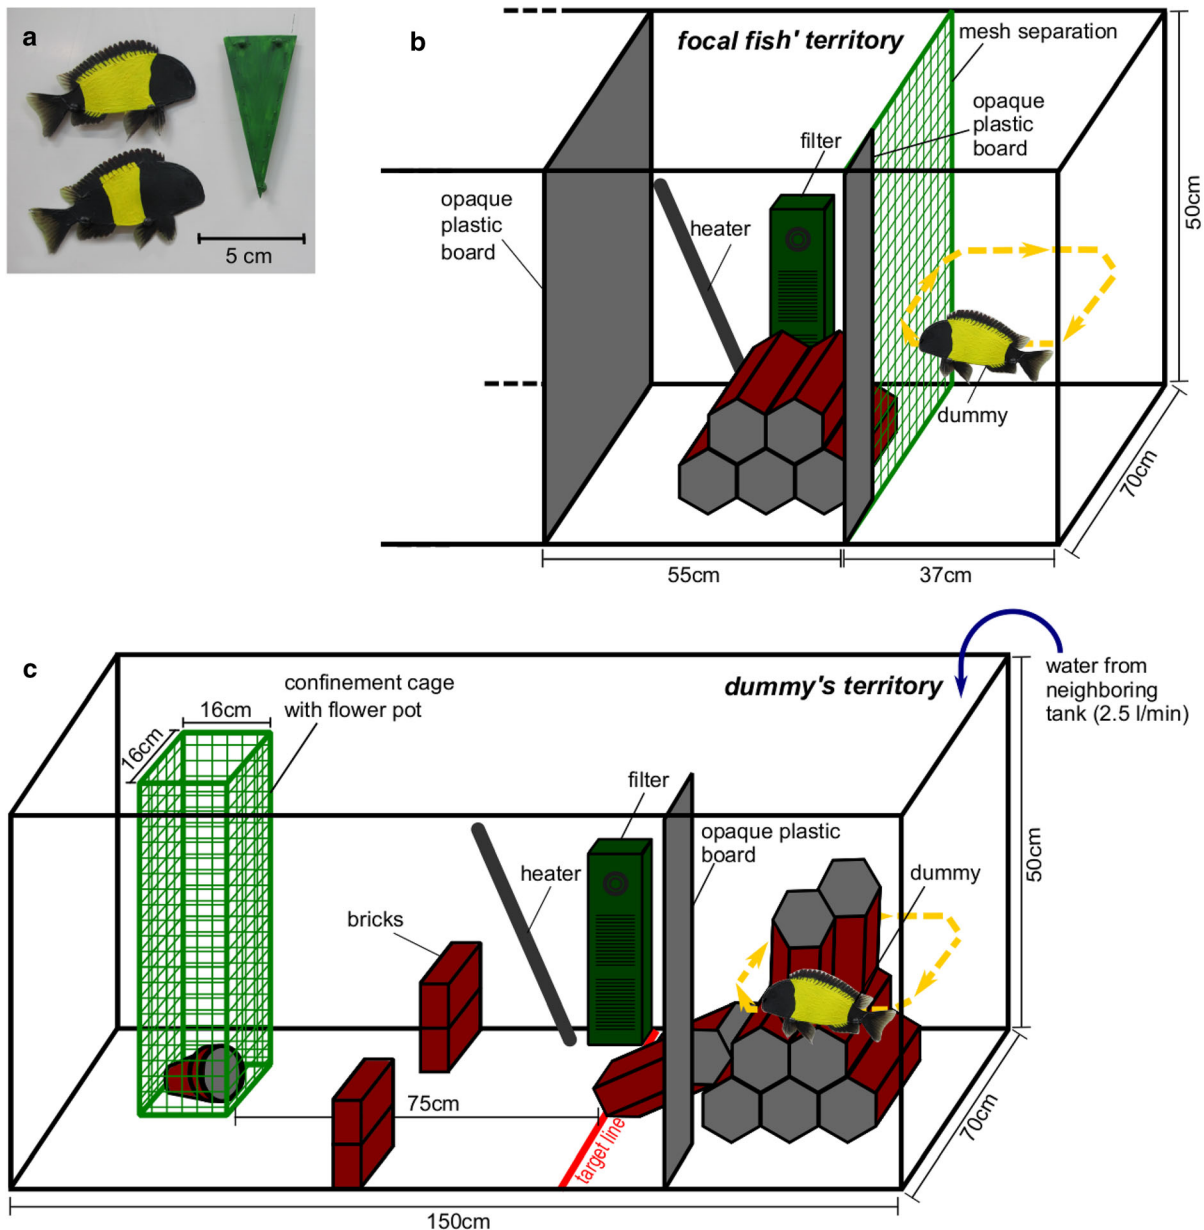 a
5 cm
b
focal fish' territory
mesh separation
opaque
plastic
board
filter
opaque
plastic
board
heater
50cm
dummy
70cm
55cm
37cm
c
confinement cage
with flower pot
16cm
16cm
dummy's territory
water from
neighboring
tank (2.5 l/min)
filter
opaque plastic
board
heater
dummy
bricks
50cm
75cm
target line
70cm
150cm